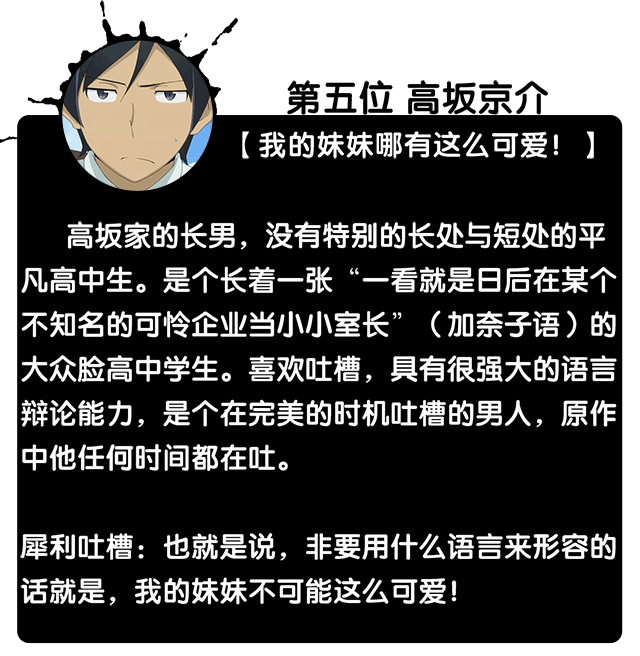 第五位 高坂京介
【我的妹妹哪有这么可爱！】
高坂家的长男，没有特别的长处与短处的平
凡高中生。是个长着一张“一看就是日后在某个
不知名的可怜企业当小小室长”（加奈子语）的
大众脸高中学生。喜欢吐槽，具有很强大的语言
辩论能力，是个在完美的时机吐槽的男人，原作
中他任何时间都在吐。
犀利吐槽：也就是说，非要用什么语言来形容的
话就是，我的妹妹不可能这么可爱！